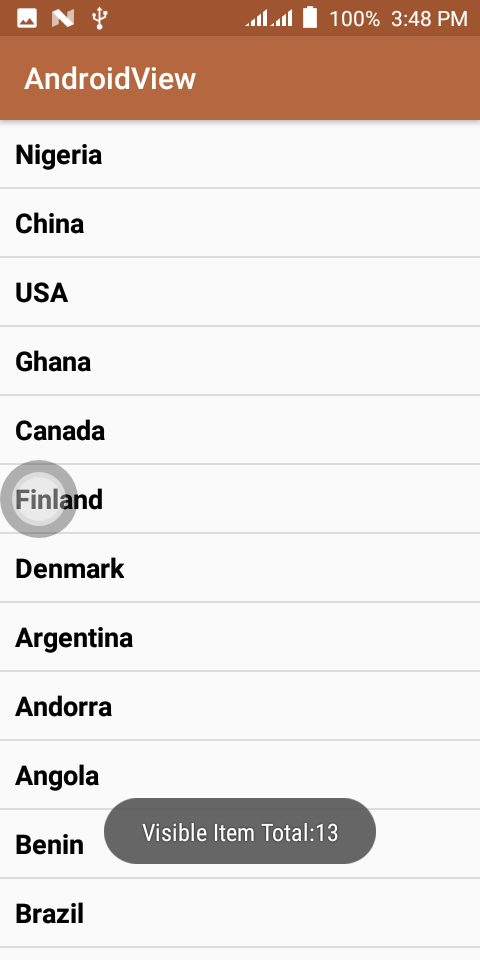 100% 3:48 PM
AndroidView
Nigeria
China
USA
Ghana
Canada
Finland
Denmark
Argentina
Andorra
Angola
Visible Item Total:13
Benin
Brazil